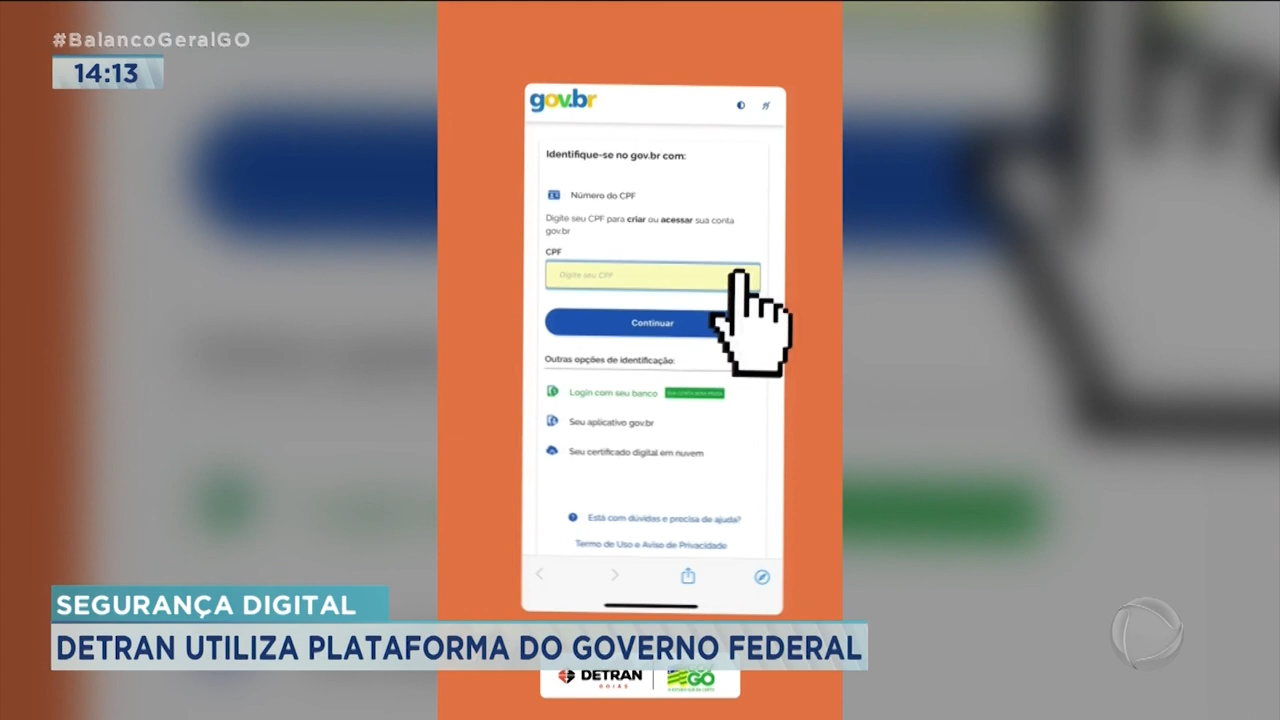 #BalancoGeralGO
14:13
gov.br
Identifique-se no gov.br com:
Número do CPF
Digite seu CPF para criar ou acessar sua conta
gov.br
CPF
Digite seu CPF
Continuar
Outras opções de identificação:
Login com seu banco
Seu aplicativo gov.br
Seu certificado digital em nuvem
Está com dúvidas e precisa de ajuda?
Termo de Uso e Aviso de Privacidade
SEGURANÇA DIGITAL
DETRAN UTILIZA PLATAFORMA DO GOVERNO FEDERAL
DETRAN
GOIÁS
GO